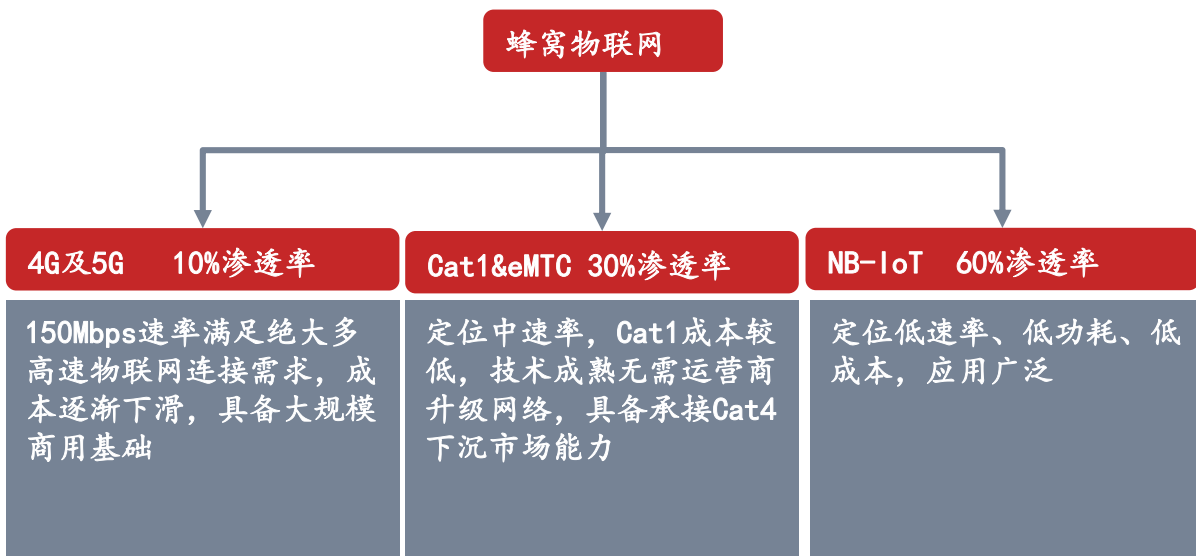 蜂窝物联网
4G及5G 10%渗透率
150Mbps速率满足绝大多
高速物联网连接需求，成
本逐渐下滑，具备大规模
商用基础
Cat1&eMTC 30%渗透率
定位中速率，Cat1成本较
低，技术成熟无需运营商
升级网络，具备承接Cat4
下沉市场能力
NB-IoT 60%渗透率
定位低速率、低功耗、低
成本，应用广泛